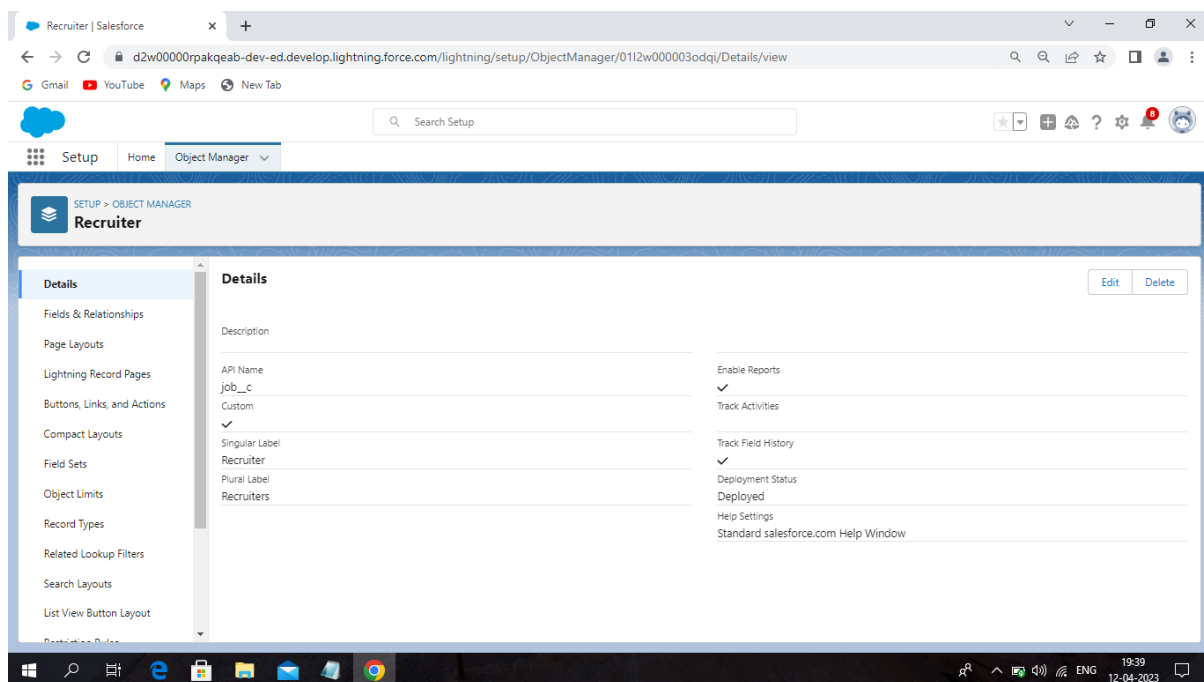 Recruiter | Salesforce
d2w00000rpakqeab-dev-ed.develop.lightning.force.com/lightning/setup/ObjectManager/01I2w000003odqi/Details/view
Gmail YouTube Maps New Tab
Search Setup
8
Setup Home Object Manager
SETUP > OBJECT MANAGER
Recruiter
Details
Fields & Relationships
Page Layouts
Lightning Record Pages
Buttons, Links, and Actions
Compact Layouts
Field Sets
Object Limits
Record Types
Related Lookup Filters
Search Layouts
List View Button Layout
Restriction Rules
Details
Edit Delete
Description
API Name
job__c
Custom
Singular Label
Recruiter
Plural Label
Recruiters
Enable Reports
Track Activities
Track Field History
Deployment Status
Deployed
Help Settings
Standard salesforce.com Help Window
ENG
19:39
12-04-2023